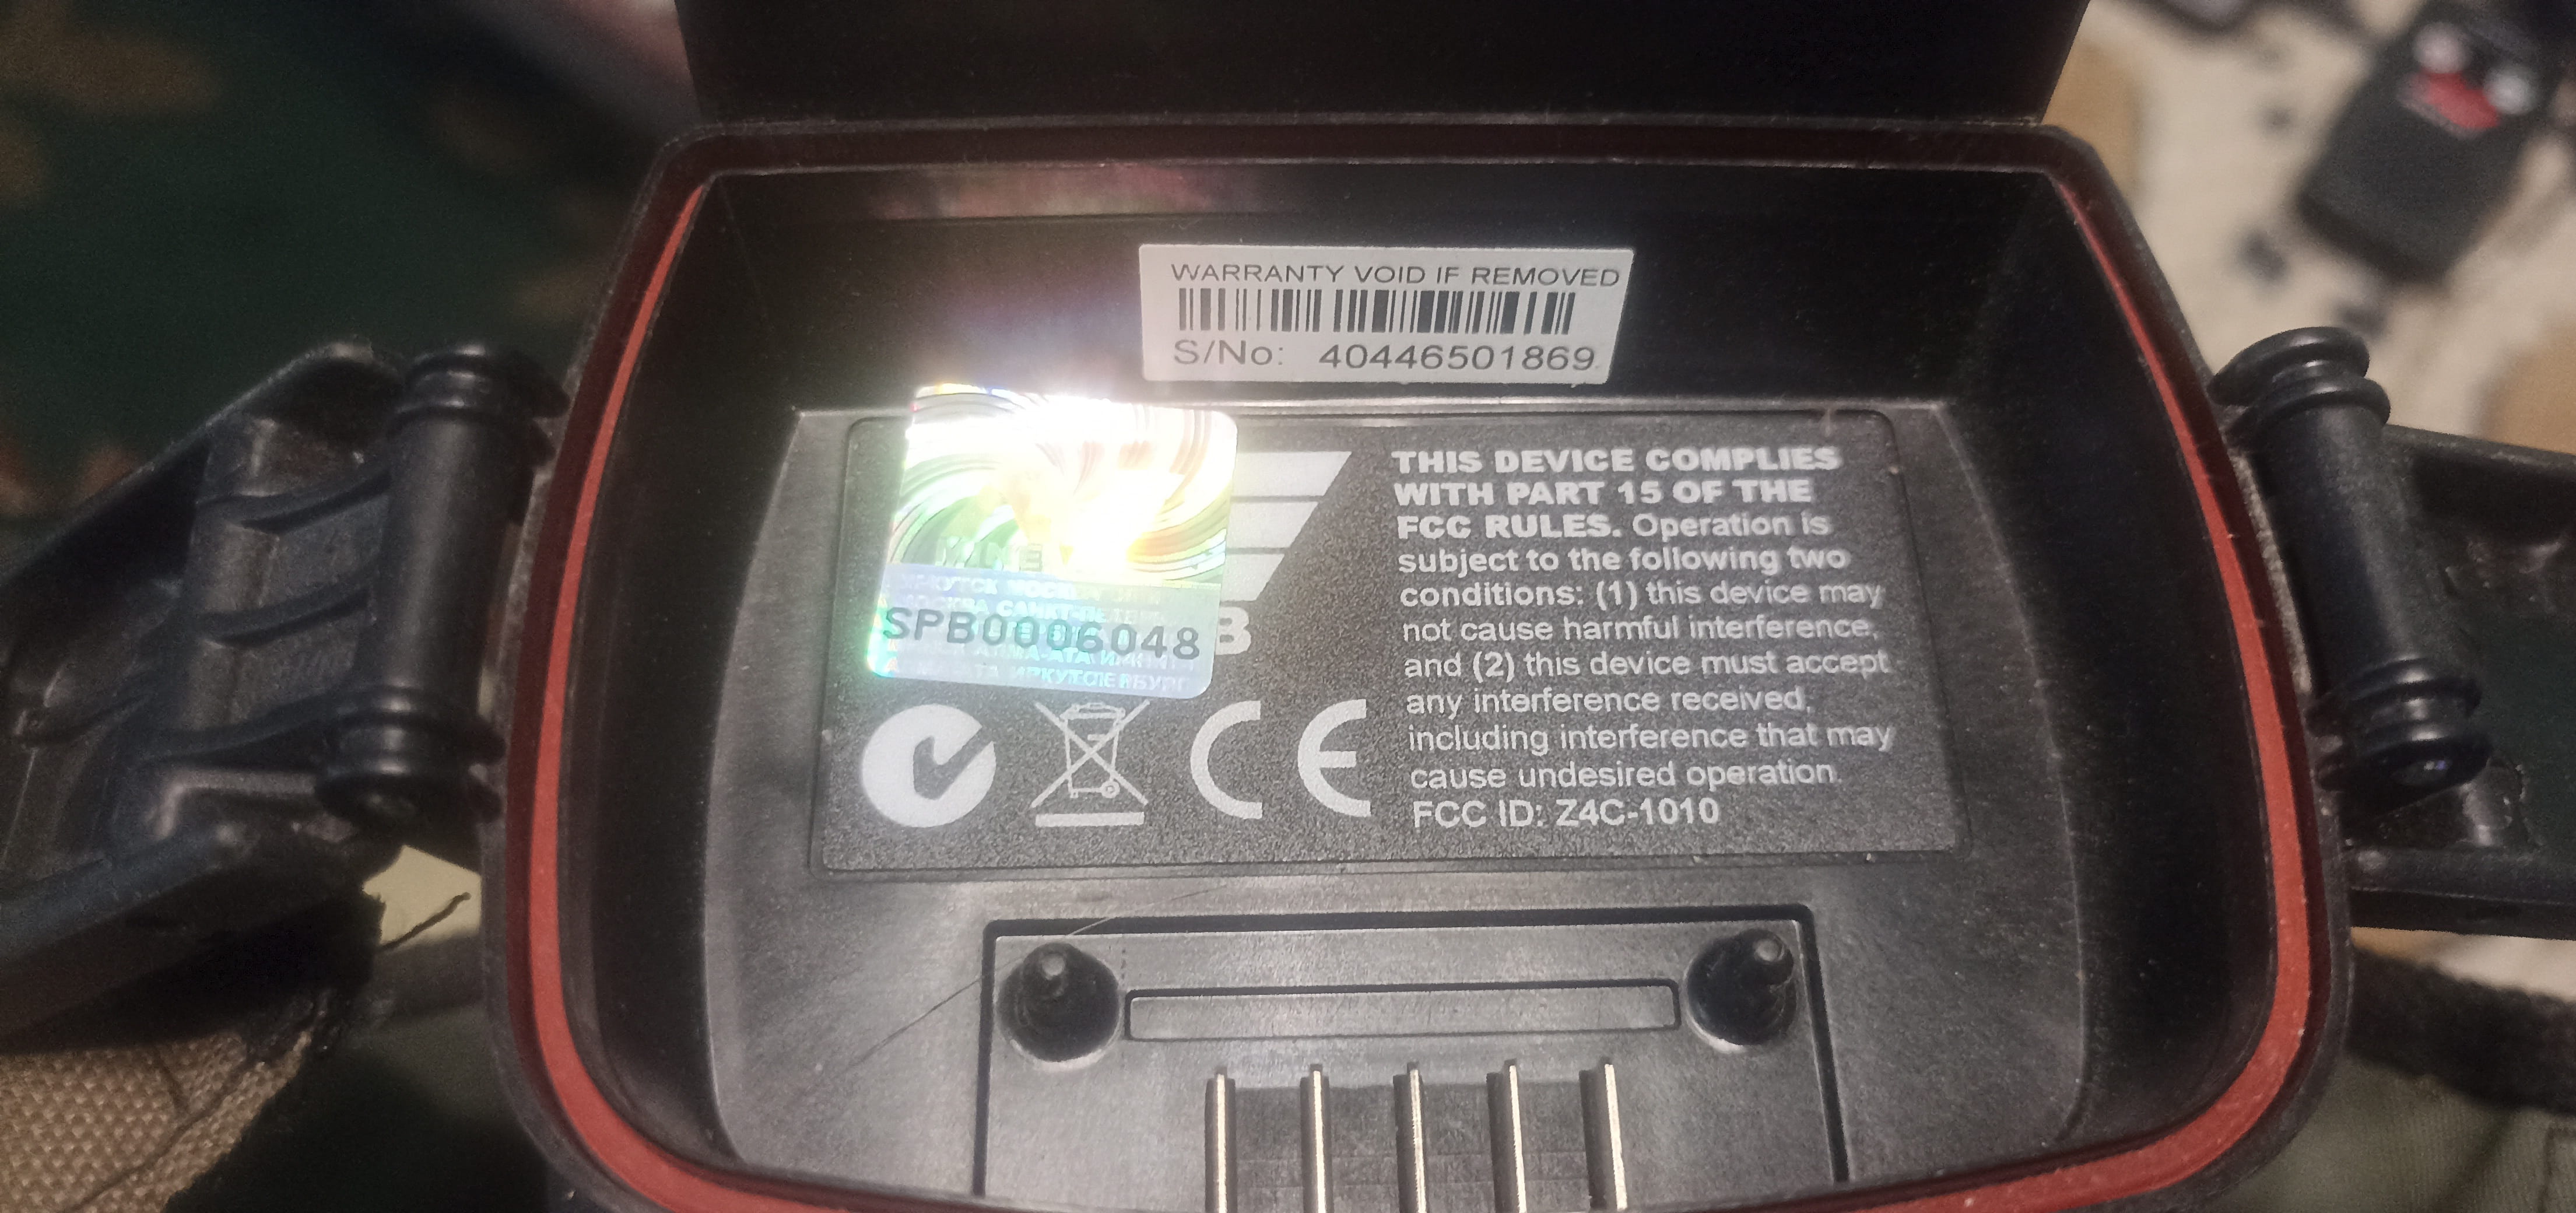 WARRANTY VOID IF REMOVED
S/No: 40446501869
THIS DEVICE COMPLIES
WITH PART 15 OF THE
FCC RULES. Operation is
subject to the following two
conditions: (1) this device may
not cause harmful interference,
and (2) this device must accept
any interference received,
including interference that may
cause undesired operation.
FCC ID: Z4C-1010
SPB0006048
B
CE